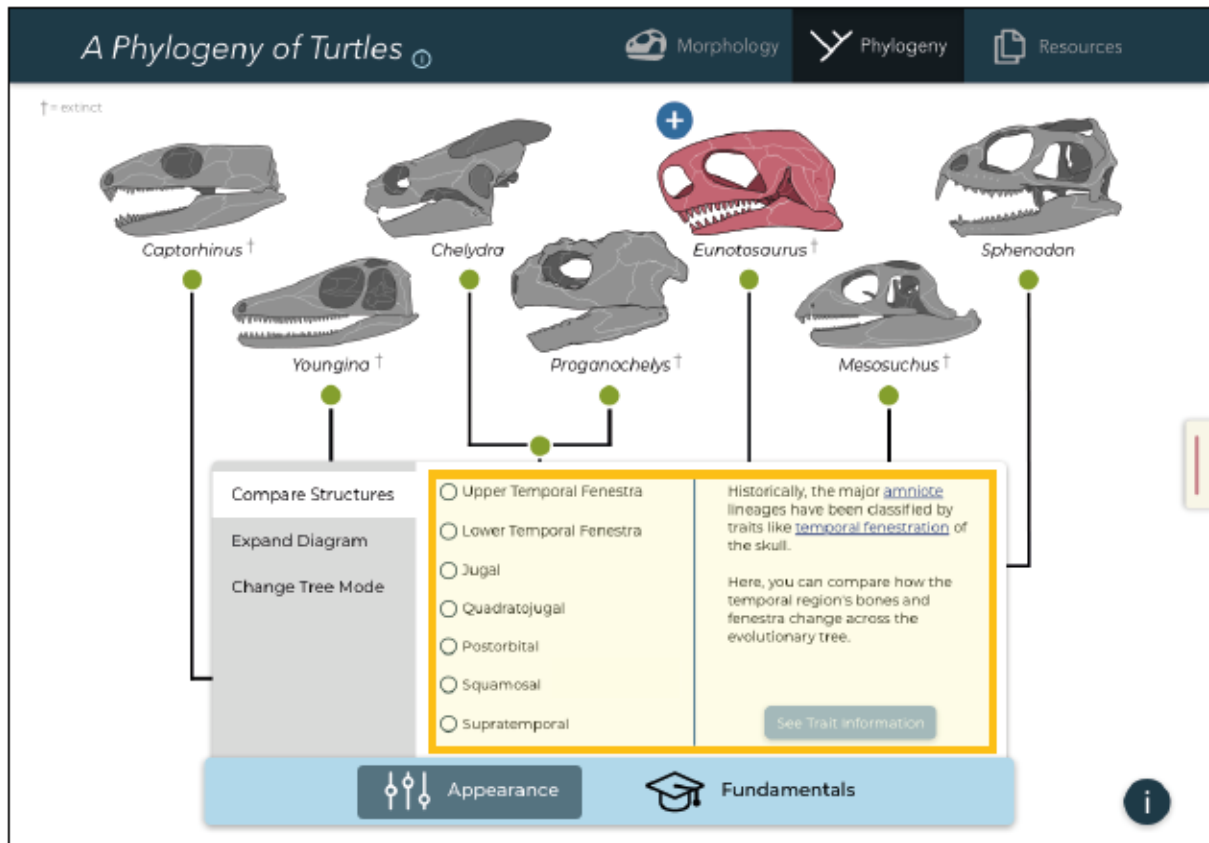 A Phylogeny of Turtles
Morphology
Phylogeny
Resources
† = extinct
Captorhinus †
Chelydra
Eunotosaurus †
Sphenodon
Youngina †
Proganochelys †
Mesosuchus †
Compare Structures
Expand Diagram
Change Tree Mode
Upper Temporal Fenestra
Lower Temporal Fenestra
Jugal
Quadratojugal
Postorbital
Squamosal
Supratemporal
Historically, the major amniote
lineages have been classified by
traits like temporal fenestration of
the skull.
Here, you can compare how the
temporal region's bones and
fenestra change across the
evolutionary tree.
See Trait Information
Appearance
Fundamentals
i